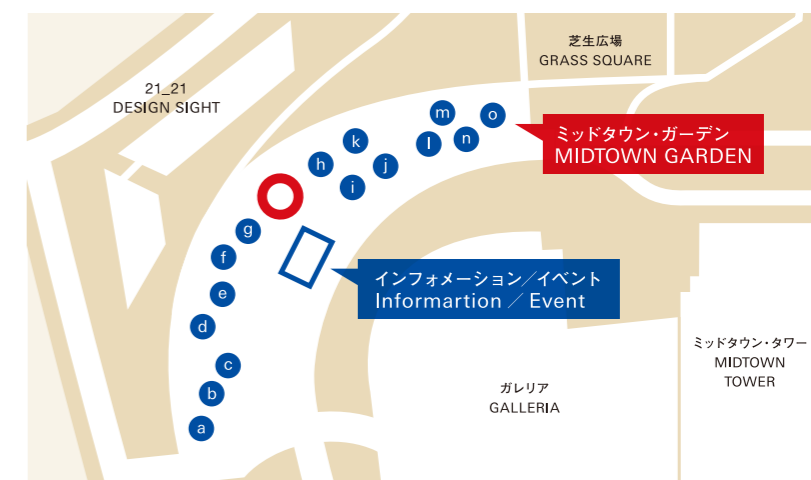 芝生広場
GRASS SQUARE
21_21
DESIGN SIGHT
m
o
k
l
n
ミッドタウン・ガーデン
MIDTOWN GARDEN
h
j
i
g
f
インフォメーション／イベント
Informartion ／ Event
e
d
c
b
a
ガレリア
GALLERIA
ミッドタウン・タワー
MIDTOWN
TOWER